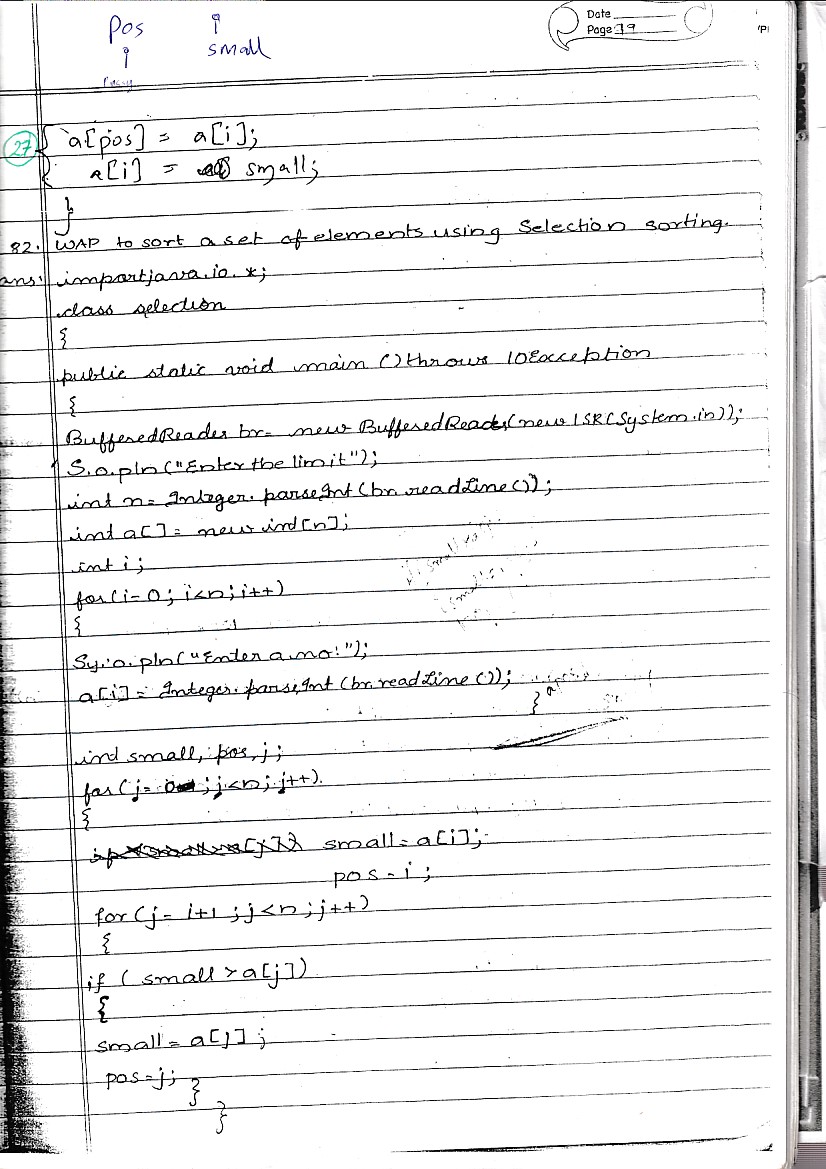 Date
Page 79
Pos
small
27
a[pos] = a[i];
a[i] = small;
}
82. WAP to sort a set of elements using Selection sorting.
ans: import java.io.*;
class selection
{
public static void main () throws IOException
{
BufferedReader br= new BufferedReader(new ISR(System.in));
S.o.pln("Enter the limit");
int n= Integer.parseInt(br.readLine());
int a[]= new int[n];
int i;
for(i=0; i<n; i++)
{
Sy.o.pln("Enter a no:");
a[i]= Integer.parseInt(br.readLine());
}
int small, pos, j;
for(j= 0 ; j<n; j++)
{
small=a[i];
pos=i;
for(j= i+1 ; j<n; j++)
{
if ( small > a[j])
{
small= a[j] ;
pos=j; }
}